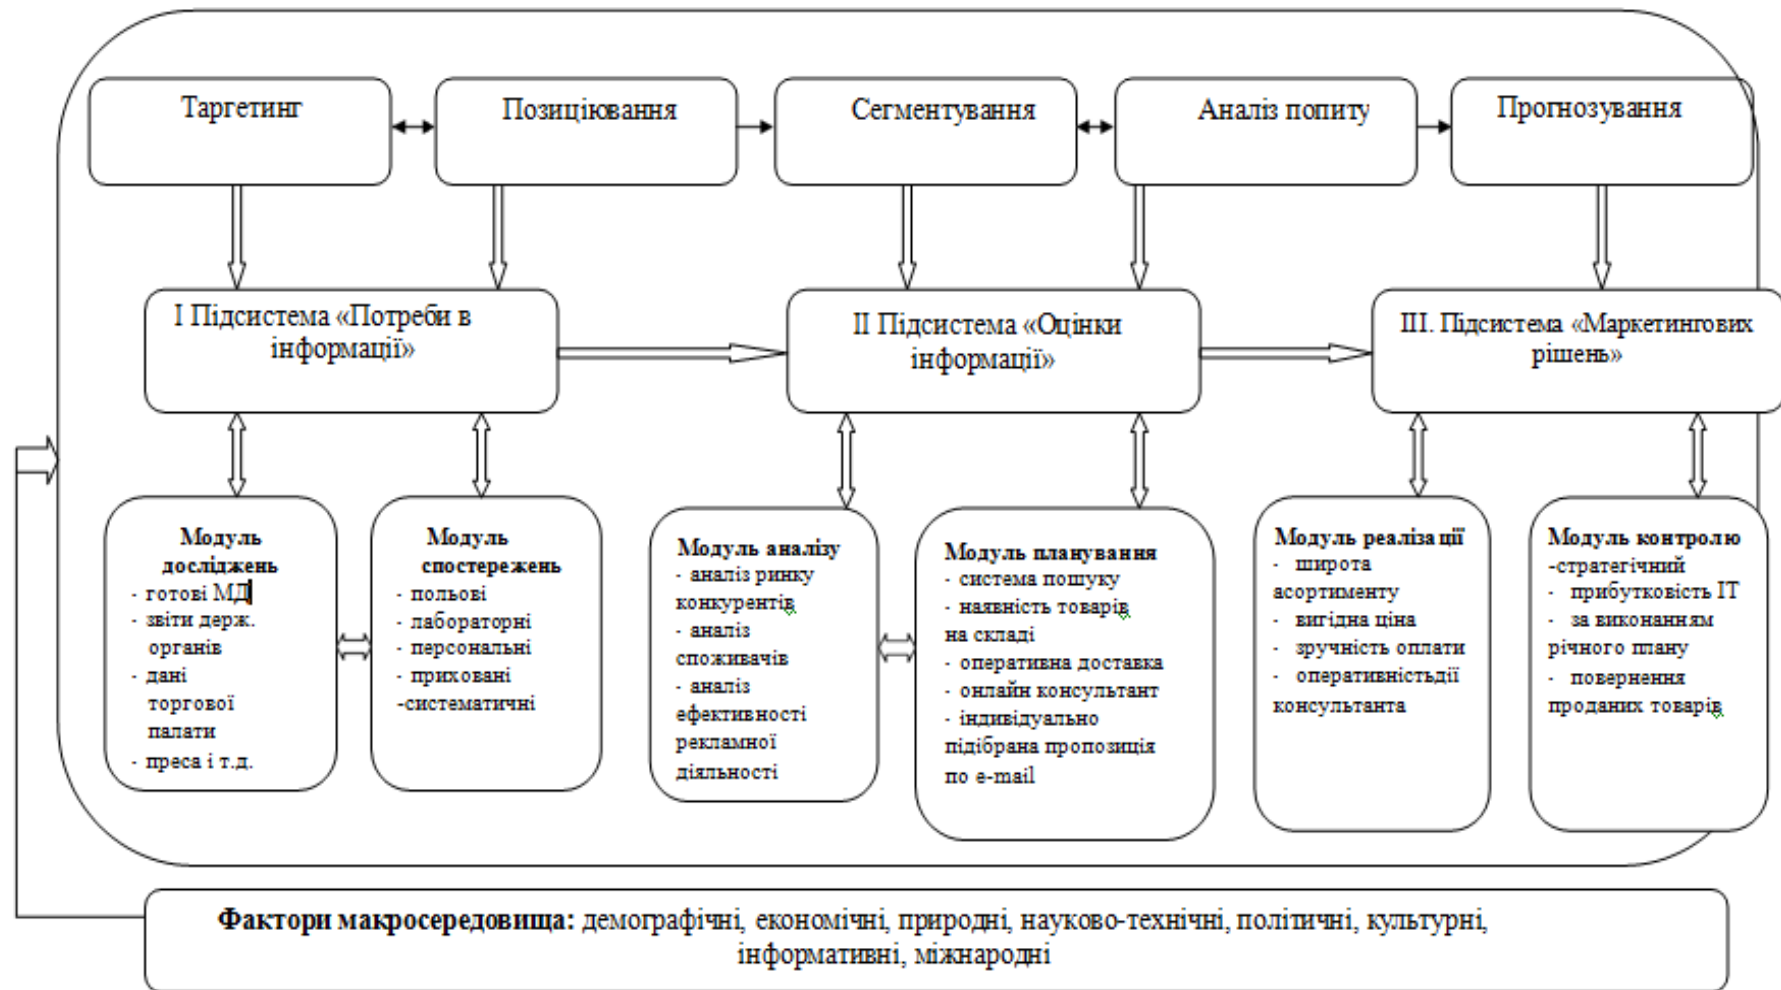 Таргетинг
Позиціювання
Сегментування
Аналіз попиту
Прогнозування
І Підсистема «Потреби в
інформації»
ІІ Підсистема «Оцінки
інформації»
ІІІ. Підсистема «Маркетингових
рішень»
Модуль
досліджень
- готові МД
- звіти держ.
органів
- дані
торгової
палати
- преса і т.д.
Модуль
спостережень
- польові
- лабораторні
- персональні
- приховані
-систематичні
Модуль аналізу
- аналіз ринку
конкурентів
- аналіз
споживачів
- аналіз
ефективності
рекламної
діяльності
Модуль планування
- система пошуку
- наявність товарів
на складі
- оперативна доставка
- онлайн консультант
- індивідуально
підібрана пропозиція
по e-mail
Модуль реалізації
- широта
асортименту
- вигідна ціна
- зручність оплати
- оперативністьдії
консультанта
Модуль контролю
-стратегічний
- прибутковість ІТ
- за виконанням
річного плану
- повернення
проданих товарів
Фактори макросередовища: демографічні, економічні, природні, науково-технічні, політичні, культурні,
інформативні, міжнародні